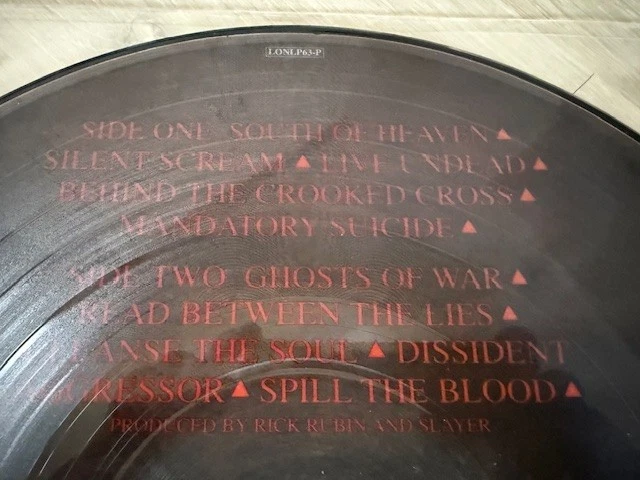 LONLP63-P
SIDE ONE SOUTH OF HEAVEN ▲
SILENT SCREAM ▲ LIVE UNDEAD ▲
BEHIND THE CROOKED CROSS ▲
MANDATORY SUICIDE ▲
SIDE TWO GHOSTS OF WAR ▲
READ BETWEEN THE LIES ▲
CLEANSE THE SOUL ▲ DISSIDENT
AGGRESSOR ▲ SPILL THE BLOOD ▲
PRODUCED BY RICK RUBIN AND SLAYER